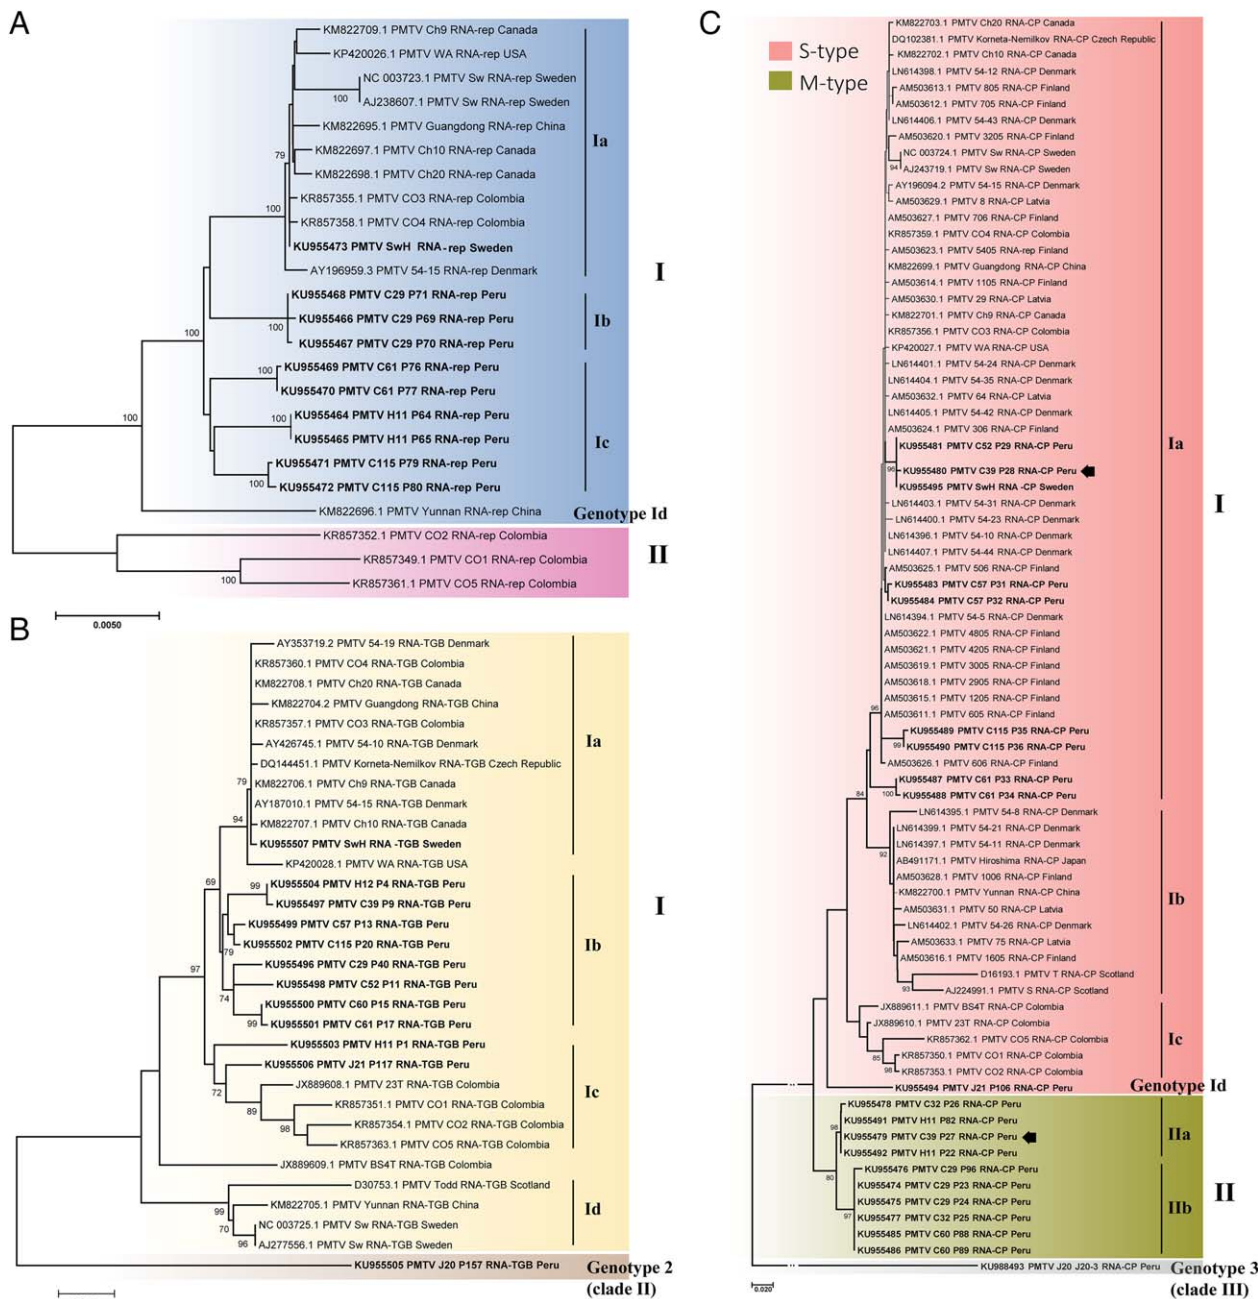 A
KM822709.1 PMTV Ch9 RNA-rep Canada
KP420026.1 PMTV WA RNA-rep USA
NC 003723.1 PMTV Sw RNA-rep Sweden
100
AJ238607.1 PMTV Sw RNA-rep Sweden
KM822695.1 PMTV Guangdong RNA-rep China
Ia
79
KM822697.1 PMTV Ch10 RNA-rep Canada
KM822698.1 PMTV Ch20 RNA-rep Canada
KR857355.1 PMTV CO3 RNA-rep Colombia
100
KR857358.1 PMTV CO4 RNA-rep Colombia
KU955473 PMTV SwH RNA-rep Sweden
AY196959.3 PMTV 54-15 RNA-rep Denmark
I
KU955468 PMTV C29 P71 RNA-rep Peru
KU955466 PMTV C29 P69 RNA-rep Peru
Ib
100
100
KU955467 PMTV C29 P70 RNA-rep Peru
KU955469 PMTV C61 P76 RNA-rep Peru
100
KU955470 PMTV C61 P77 RNA-rep Peru
100
KU955464 PMTV H11 P64 RNA-rep Peru
100
KU955465 PMTV H11 P65 RNA-rep Peru
Ic
KU955471 PMTV C115 P79 RNA-rep Peru
100
KU955472 PMTV C115 P80 RNA-rep Peru
KM822696.1 PMTV Yunnan RNA-rep China
Genotype Id
KR857352.1 PMTV CO2 RNA-rep Colombia
II
KR857349.1 PMTV CO1 RNA-rep Colombia
100
KR857361.1 PMTV CO5 RNA-rep Colombia
0.0050
B
AY353719.2 PMTV 54-19 RNA-TGB Denmark
KR857360.1 PMTV CO4 RNA-TGB Colombia
KM822708.1 PMTV Ch20 RNA-TGB Canada
KM822704.2 PMTV Guangdong RNA-TGB China
KR857357.1 PMTV CO3 RNA-TGB Colombia
Ia
AY426745.1 PMTV 54-10 RNA-TGB Denmark
DQ144451.1 PMTV Korneta-Nemilkov RNA-TGB Czech Republic
79
KM822706.1 PMTV Ch9 RNA-TGB Canada
AY187010.1 PMTV 54-15 RNA-TGB Denmark
94
KM822707.1 PMTV Ch10 RNA-TGB Canada
KU955507 PMTV SwH RNA -TGB Sweden
KP420028.1 PMTV WA RNA-TGB USA
69
99
KU955504 PMTV H12 P4 RNA-TGB Peru
KU955497 PMTV C39 P9 RNA-TGB Peru
I
KU955499 PMTV C57 P13 RNA-TGB Peru
KU955502 PMTV C115 P20 RNA-TGB Peru
Ib
79
KU955496 PMTV C29 P40 RNA-TGB Peru
97
KU955498 PMTV C52 P11 RNA-TGB Peru
74
KU955500 PMTV C60 P15 RNA-TGB Peru
99
KU955501 PMTV C61 P17 RNA-TGB Peru
KU955503 PMTV H11 P1 RNA-TGB Peru
KU955506 PMTV J21 P117 RNA-TGB Peru
72
JX889608.1 PMTV 23T RNA-TGB Colombia
Ic
89
KR857351.1 PMTV CO1 RNA-TGB Colombia
KR857354.1 PMTV CO2 RNA-TGB Colombia
98
KR857363.1 PMTV CO5 RNA-TGB Colombia
JX889609.1 PMTV BS4T RNA-TGB Colombia
D30753.1 PMTV Todd RNA-TGB Scotland
99
KM822705.1 PMTV Yunnan RNA-TGB China
Id
70
NC 003725.1 PMTV Sw RNA-TGB Sweden
96
AJ277556.1 PMTV Sw RNA-TGB Sweden
KU955505 PMTV J20 P157 RNA-TGB Peru
Genotype 2
(clade II)
C
S-type
M-type
KM822703.1 PMTV Ch20 RNA-CP Canada
DQ102381.1 PMTV Korneta-Nemilkov RNA-CP Czech Republic
KM822702.1 PMTV Ch10 RNA-CP Canada
LN614398.1 PMTV 54-12 RNA-CP Denmark
AM503613.1 PMTV 805 RNA-CP Finland
AM503612.1 PMTV 705 RNA-CP Finland
LN614406.1 PMTV 54-43 RNA-CP Denmark
AM503620.1 PMTV 3205 RNA-CP Finland
NC 003724.1 PMTV Sw RNA-CP Sweden
94
AJ243719.1 PMTV Sw RNA-CP Sweden
AY196094.2 PMTV 54-15 RNA-CP Denmark
AM503629.1 PMTV 8 RNA-CP Latvia
AM503627.1 PMTV 706 RNA-CP Finland
KR857359.1 PMTV CO4 RNA-CP Colombia
AM503623.1 PMTV 5405 RNA-rep Finland
KM822699.1 PMTV Guangdong RNA-CP China
AM503614.1 PMTV 1105 RNA-CP Finland
AM503630.1 PMTV 29 RNA-CP Latvia
KM822701.1 PMTV Ch9 RNA-CP Canada
KR857356.1 PMTV CO3 RNA-CP Colombia
KP420027.1 PMTV WA RNA-CP USA
LN614401.1 PMTV 54-24 RNA-CP Denmark
LN614404.1 PMTV 54-35 RNA-CP Denmark
AM503632.1 PMTV 64 RNA-CP Latvia
LN614405.1 PMTV 54-42 RNA-CP Denmark
AM503624.1 PMTV 306 RNA-CP Finland
Ia
KU955481 PMTV C52 P29 RNA-CP Peru
96
KU955480 PMTV C39 P28 RNA-CP Peru
KU955495 PMTV SwH RNA -CP Sweden
LN614403.1 PMTV 54-31 RNA-CP Denmark
I
LN614400.1 PMTV 54-23 RNA-CP Denmark
LN614396.1 PMTV 54-10 RNA-CP Denmark
LN614407.1 PMTV 54-44 RNA-CP Denmark
AM503625.1 PMTV 506 RNA-CP Finland
KU955483 PMTV C57 P31 RNA-CP Peru
KU955484 PMTV C57 P32 RNA-CP Peru
LN614394.1 PMTV 54-5 RNA-CP Denmark
AM503622.1 PMTV 4805 RNA-CP Finland
AM503621.1 PMTV 4205 RNA-CP Finland
AM503619.1 PMTV 3005 RNA-CP Finland
AM503618.1 PMTV 2905 RNA-CP Finland
AM503615.1 PMTV 1205 RNA-CP Finland
96
AM503611.1 PMTV 605 RNA-CP Finland
KU955489 PMTV C115 P35 RNA-CP Peru
99
KU955490 PMTV C115 P36 RNA-CP Peru
AM503626.1 PMTV 606 RNA-CP Finland
KU955487 PMTV C61 P33 RNA-CP Peru
84
100
KU955488 PMTV C61 P34 RNA-CP Peru
LN614395.1 PMTV 54-8 RNA-CP Denmark
LN614399.1 PMTV 54-21 RNA-CP Denmark
LN614397.1 PMTV 54-11 RNA-CP Denmark
92
AB491171.1 PMTV Hiroshima RNA-CP Japan
AM503628.1 PMTV 1006 RNA-CP Finland
KM822700.1 PMTV Yunnan RNA-CP China
Ib
AM503631.1 PMTV 50 RNA-CP Latvia
LN614402.1 PMTV 54-26 RNA-CP Denmark
AM503633.1 PMTV 75 RNA-CP Latvia
AM503616.1 PMTV 1605 RNA-CP Finland
D16193.1 PMTV T RNA-CP Scotland
93
AJ224991.1 PMTV S RNA-CP Scotland
JX889611.1 PMTV BS4T RNA-CP Colombia
JX889610.1 PMTV 23T RNA-CP Colombia
KR857362.1 PMTV CO5 RNA-CP Colombia
Ic
85
KR857350.1 PMTV CO1 RNA-CP Colombia
98
KR857353.1 PMTV CO2 RNA-CP Colombia
KU955494 PMTV J21 P106 RNA-CP Peru
Genotype Id
KU955478 PMTV C32 P26 RNA-CP Peru
KU955491 PMTV H11 P82 RNA-CP Peru
98
KU955479 PMTV C39 P27 RNA-CP Peru
IIa
KU955492 PMTV H11 P22 RNA-CP Peru
80
KU955476 PMTV C29 P96 RNA-CP Peru
KU955474 PMTV C29 P23 RNA-CP Peru
II
KU955475 PMTV C29 P24 RNA-CP Peru
IIb
97
KU955477 PMTV C32 P25 RNA-CP Peru
KU955485 PMTV C60 P88 RNA-CP Peru
KU955486 PMTV C60 P89 RNA-CP Peru
KU988493 PMTV J20 J20-3 RNA-CP Peru
Genotype 3
(clade III)
0.020